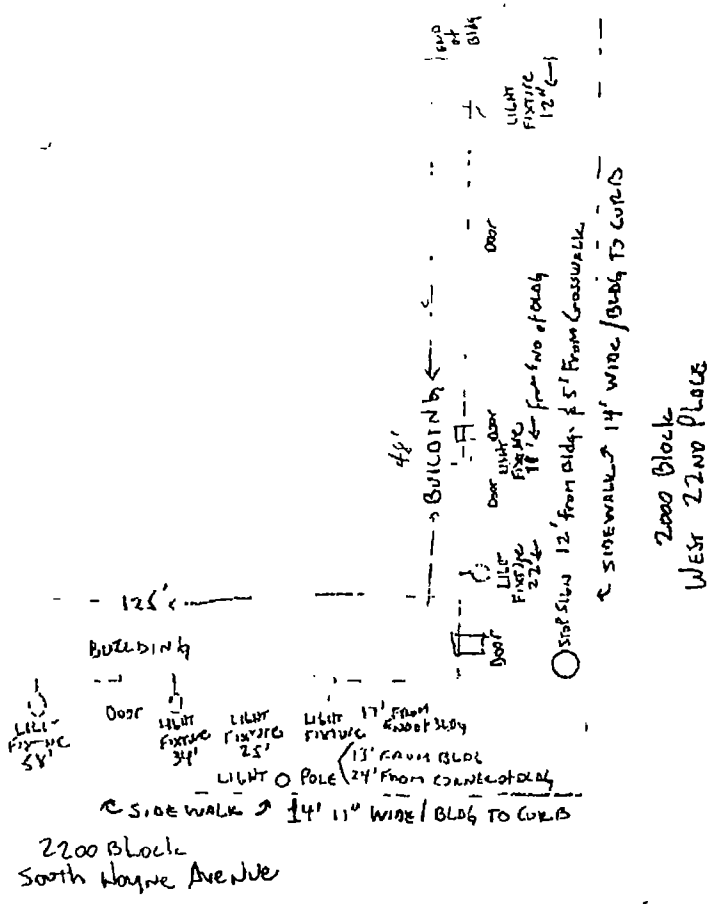 END
of
Bldg
LIGHT
FIXTURE
12"
DOOR
48'
BUILDING
DOOR
LIGHT
FIXTURE
11' From END of BLDG
DOOR
LIGHT
FIXTURE
22'
DOOR
STOP SIGN 12' From Bldg. & 5' From CROSSWALK
SIDEWALK 14' WIDE / BLDG TO CURB
2000 Block
WEST 22ND PLACE
125'
BUILDING
LIGHT
FIXTURE
58'
DOOR
LIGHT
FIXTURE
34'
LIGHT
FIXTURE
25'
LIGHT
FIXTURE
17' FROM
END OF BLDG
LIGHT POLE
13' FROM BLDG
24' FROM CORNER OF BLDG
SIDEWALK 14' 11" WIDE / BLDG TO CURB
2200 Block
South Hoyne Avenue